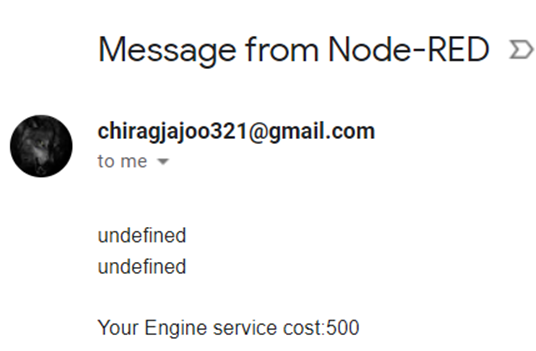 Message from Node-RED
chiragjajoo321@gmail.com
to me
undefined
undefined
Your Engine service cost:500